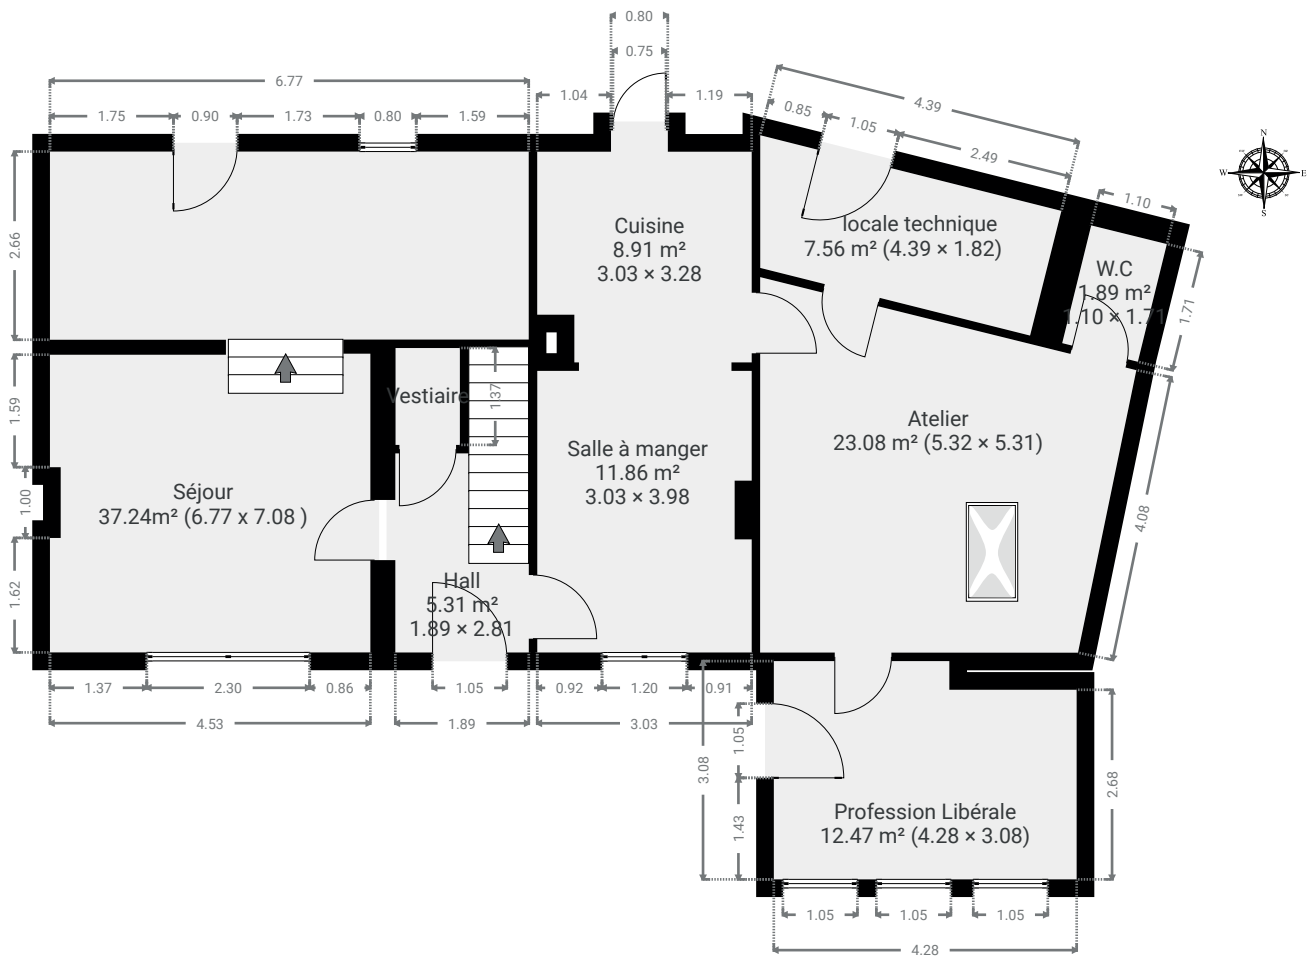 0.80
0.75
6.77
1.04
1.19
1.75
0.90
1.73
0.80
1.59
4.39
0.85
1.05
2.49
1.10
N
W
E
S
2.66
Cuisine
8.91 m²
3.03 × 3.28
locale technique
7.56 m² (4.39 × 1.82)
W.C
1.89 m²
1.10 × 1.71
1.71
1.59
Vestiaire
1.37
Atelier
23.08 m² (5.32 × 5.31)
Salle à manger
11.86 m²
3.03 × 3.98
Séjour
37.24m² (6.77 x 7.08 )
1.00
4.08
1.62
Hall
5.31 m²
1.89 × 2.81
1.37
2.30
0.86
1.05
0.92
1.20
0.91
4.53
1.89
3.03
1.05
3.08
2.68
1.43
Profession Libérale
12.47 m² (4.28 × 3.08)
1.05
1.05
1.05
4.28